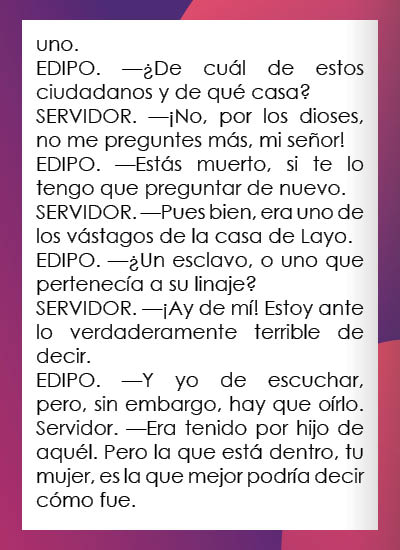 uno.
EDIPO. —¿De cuál de estos
ciudadanos y de qué casa?
SERVIDOR. —¡No, por los dioses,
no me preguntes más, mi señor!
EDIPO. —Estás muerto, si te lo
tengo que preguntar de nuevo.
SERVIDOR. —Pues bien, era uno de
los vástagos de la casa de Layo.
EDIPO. —¿Un esclavo, o uno que
pertenecía a su linaje?
SERVIDOR. —¡Ay de mí! Estoy ante
lo verdaderamente terrible de
decir.
EDIPO. —Y yo de escuchar,
pero, sin embargo, hay que oírlo.
Servidor. —Era tenido por hijo de
aquél. Pero la que está dentro, tu
mujer, es la que mejor podría decir
cómo fue.